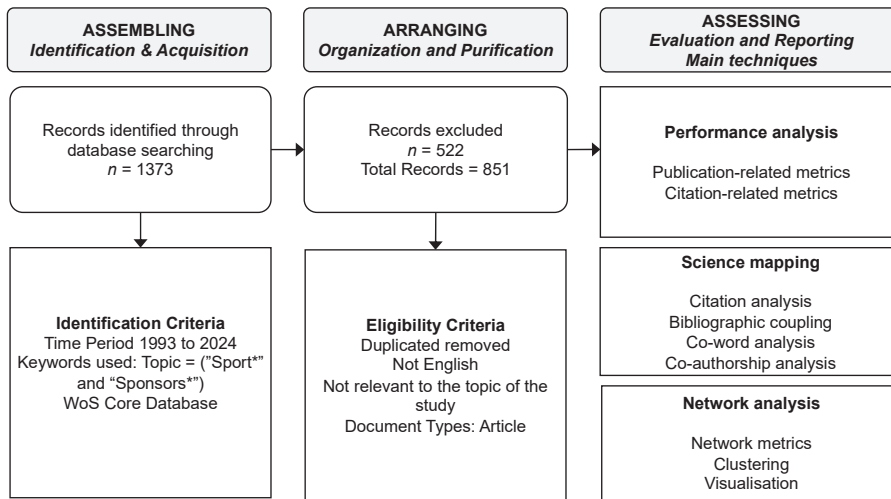 ASSEMBLING
Identification & Acquisition
Records identified through
database searching
n = 1373
Identification Criteria
Time Period 1993 to 2024
Keywords used: Topic = (”Sport*”
and “Sponsors*”)
WoS Core Database
ARRANGING
Organization and Purification
Records excluded
n = 522
Total Records = 851
Eligibility Criteria
Duplicated removed
Not English
Not relevant to the topic of the
study
Document Types: Article
ASSESSING
Evaluation and Reporting
Main techniques
Performance analysis
Publication-related metrics
Citation-related metrics
Science mapping
Citation analysis
Bibliographic coupling
Co-word analysis
Co-authorship analysis
Network analysis
Network metrics
Clustering
Visualisation